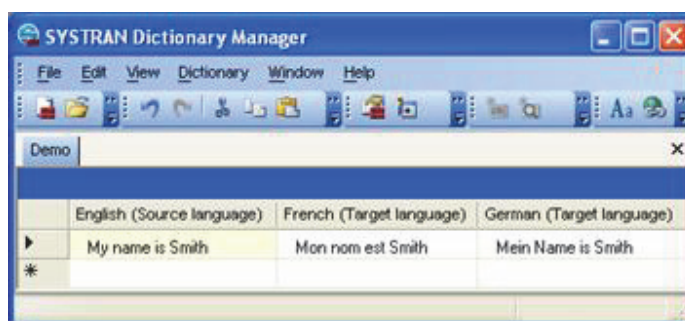 SYSTRAN Dictionary Manager
File Edit View Dictionary Window Help
Aa
Demo
English (Source language) French (Target language) German (Target language)
My name is Smith Mon nom est Smith Mein Name is Smith